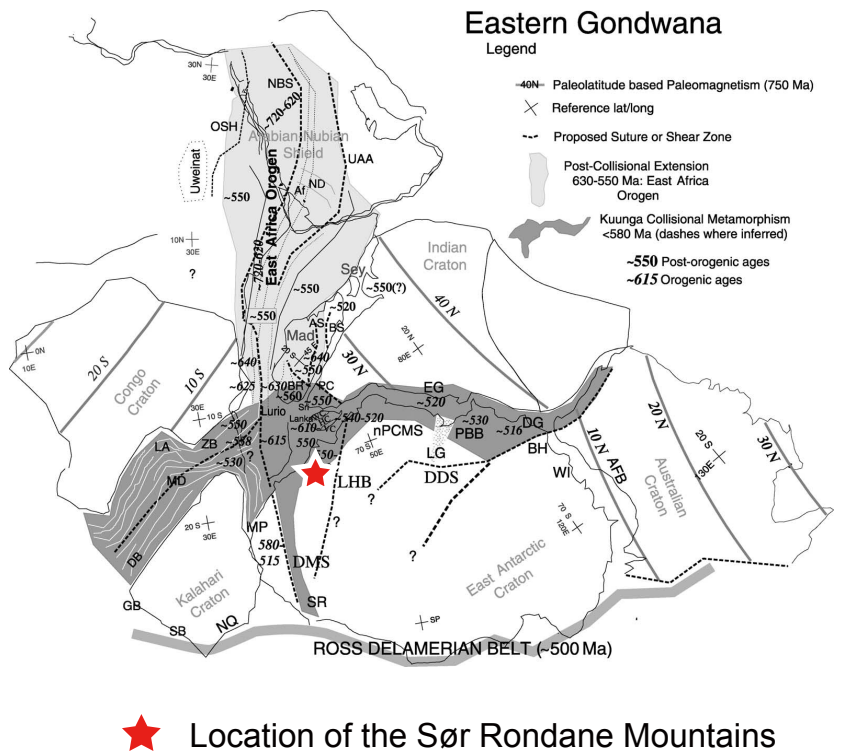 Eastern Gondwana
Legend
40N Paleolatitude based Paleomagnetism (750 Ma)
Reference lat/long
Proposed Suture or Shear Zone
Post-Collisional Extension
630-550 Ma: East Africa
Orogen
Kuunga Collisional Metamorphism
<580 Ma (dashes where inferred)
~550 Post-orogenic ages
~615 Orogenic ages
30N
30E
NBS
~720-620
OSH
Arabian Nubian
Shield
UAA
Uweinat
Af
ND
~550
East Africa Orogen
10N
30E
?
~720-620
Indian
Craton
Sey
~550
~550(?)
40 N
~520
~550
AS
BS
Mad
20 S
45 E
20 N
80E
30 N
0N
10E
20 S
10 S
Congo
Craton
~640
~640
~550
~625
~630
BR
PC
~560
~550
EG
~520
30E
10 S
~550
Lurio
Sri
Lanka
~540-520
~530
DG
~516
LA
ZB
~558
~615
~610
VC
nPCMS
PBB
BH
20 N
10 N
30 N
20 S
130E
?
~530
550
550-
70 S
50E
LG
WI
AFB
MD
LHB
DDS
Australian
Craton
?
DB
20 S
30E
MP
?
70 S
120E
580-
515
DMS
?
East Antarctic
Craton
Kalahari
Craton
GB
SR
SB
NQ
SP
ROSS DELAMERIAN BELT (~500 Ma)
Location of the Sør Rondane Mountains